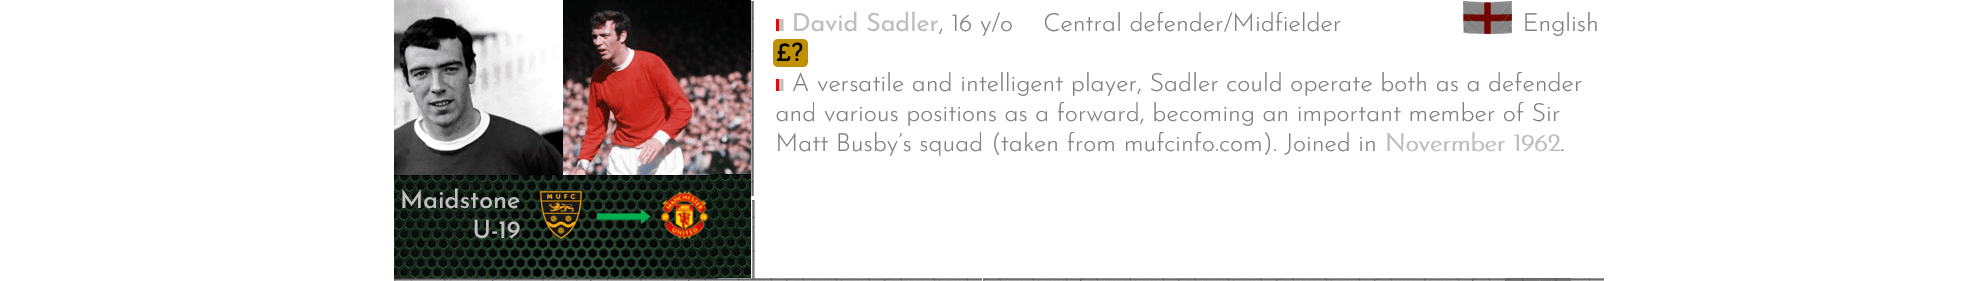 David Sadler, 16 y/o Central defender/Midfielder English
£?
A versatile and intelligent player, Sadler could operate both as a defender
and various positions as a forward, becoming an important member of Sir
Matt Busby’s squad (taken from mufcinfo.com). Joined in Novermber 1962.
Maidstone
U-19
MUFC
MANCHESTER
UNITED